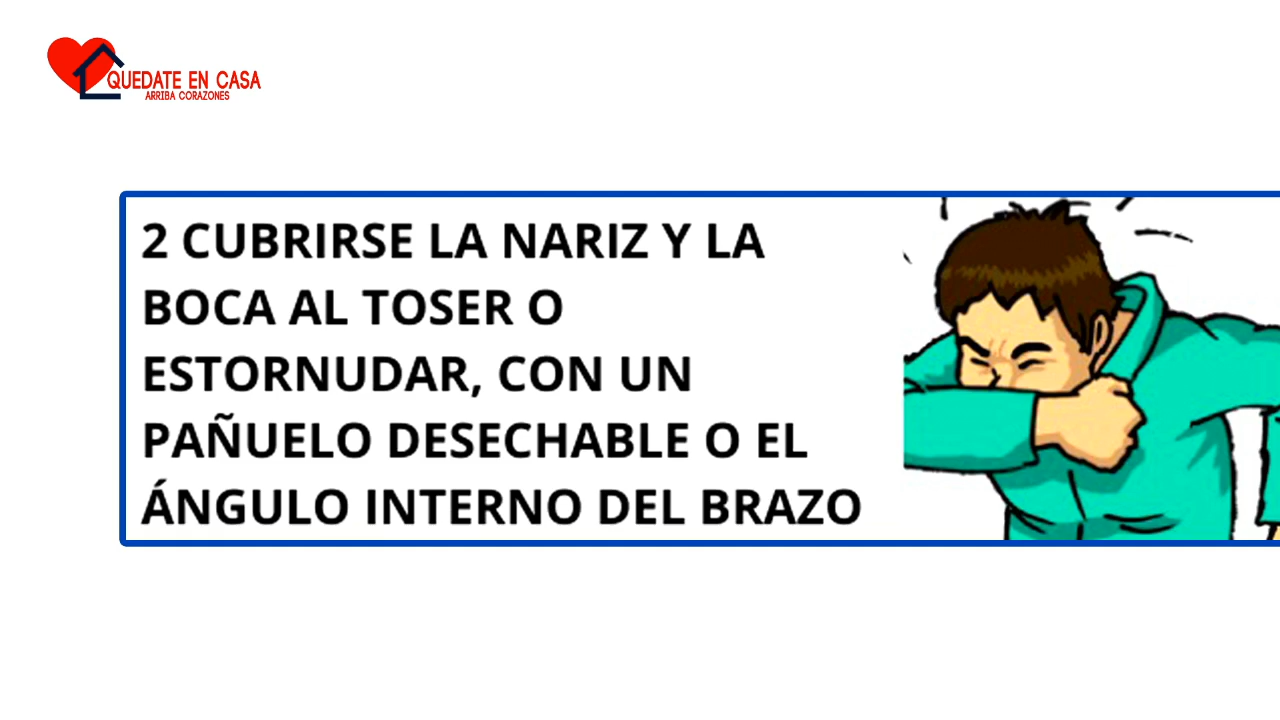 QUEDATE EN CASA
ARRIBA CORAZONES
2 CUBRIRSE LA NARIZ Y LA
BOCA AL TOSER O
ESTORNUDAR, CON UN
PAÑUELO DESECHABLE O EL
ÁNGULO INTERNO DEL BRAZO